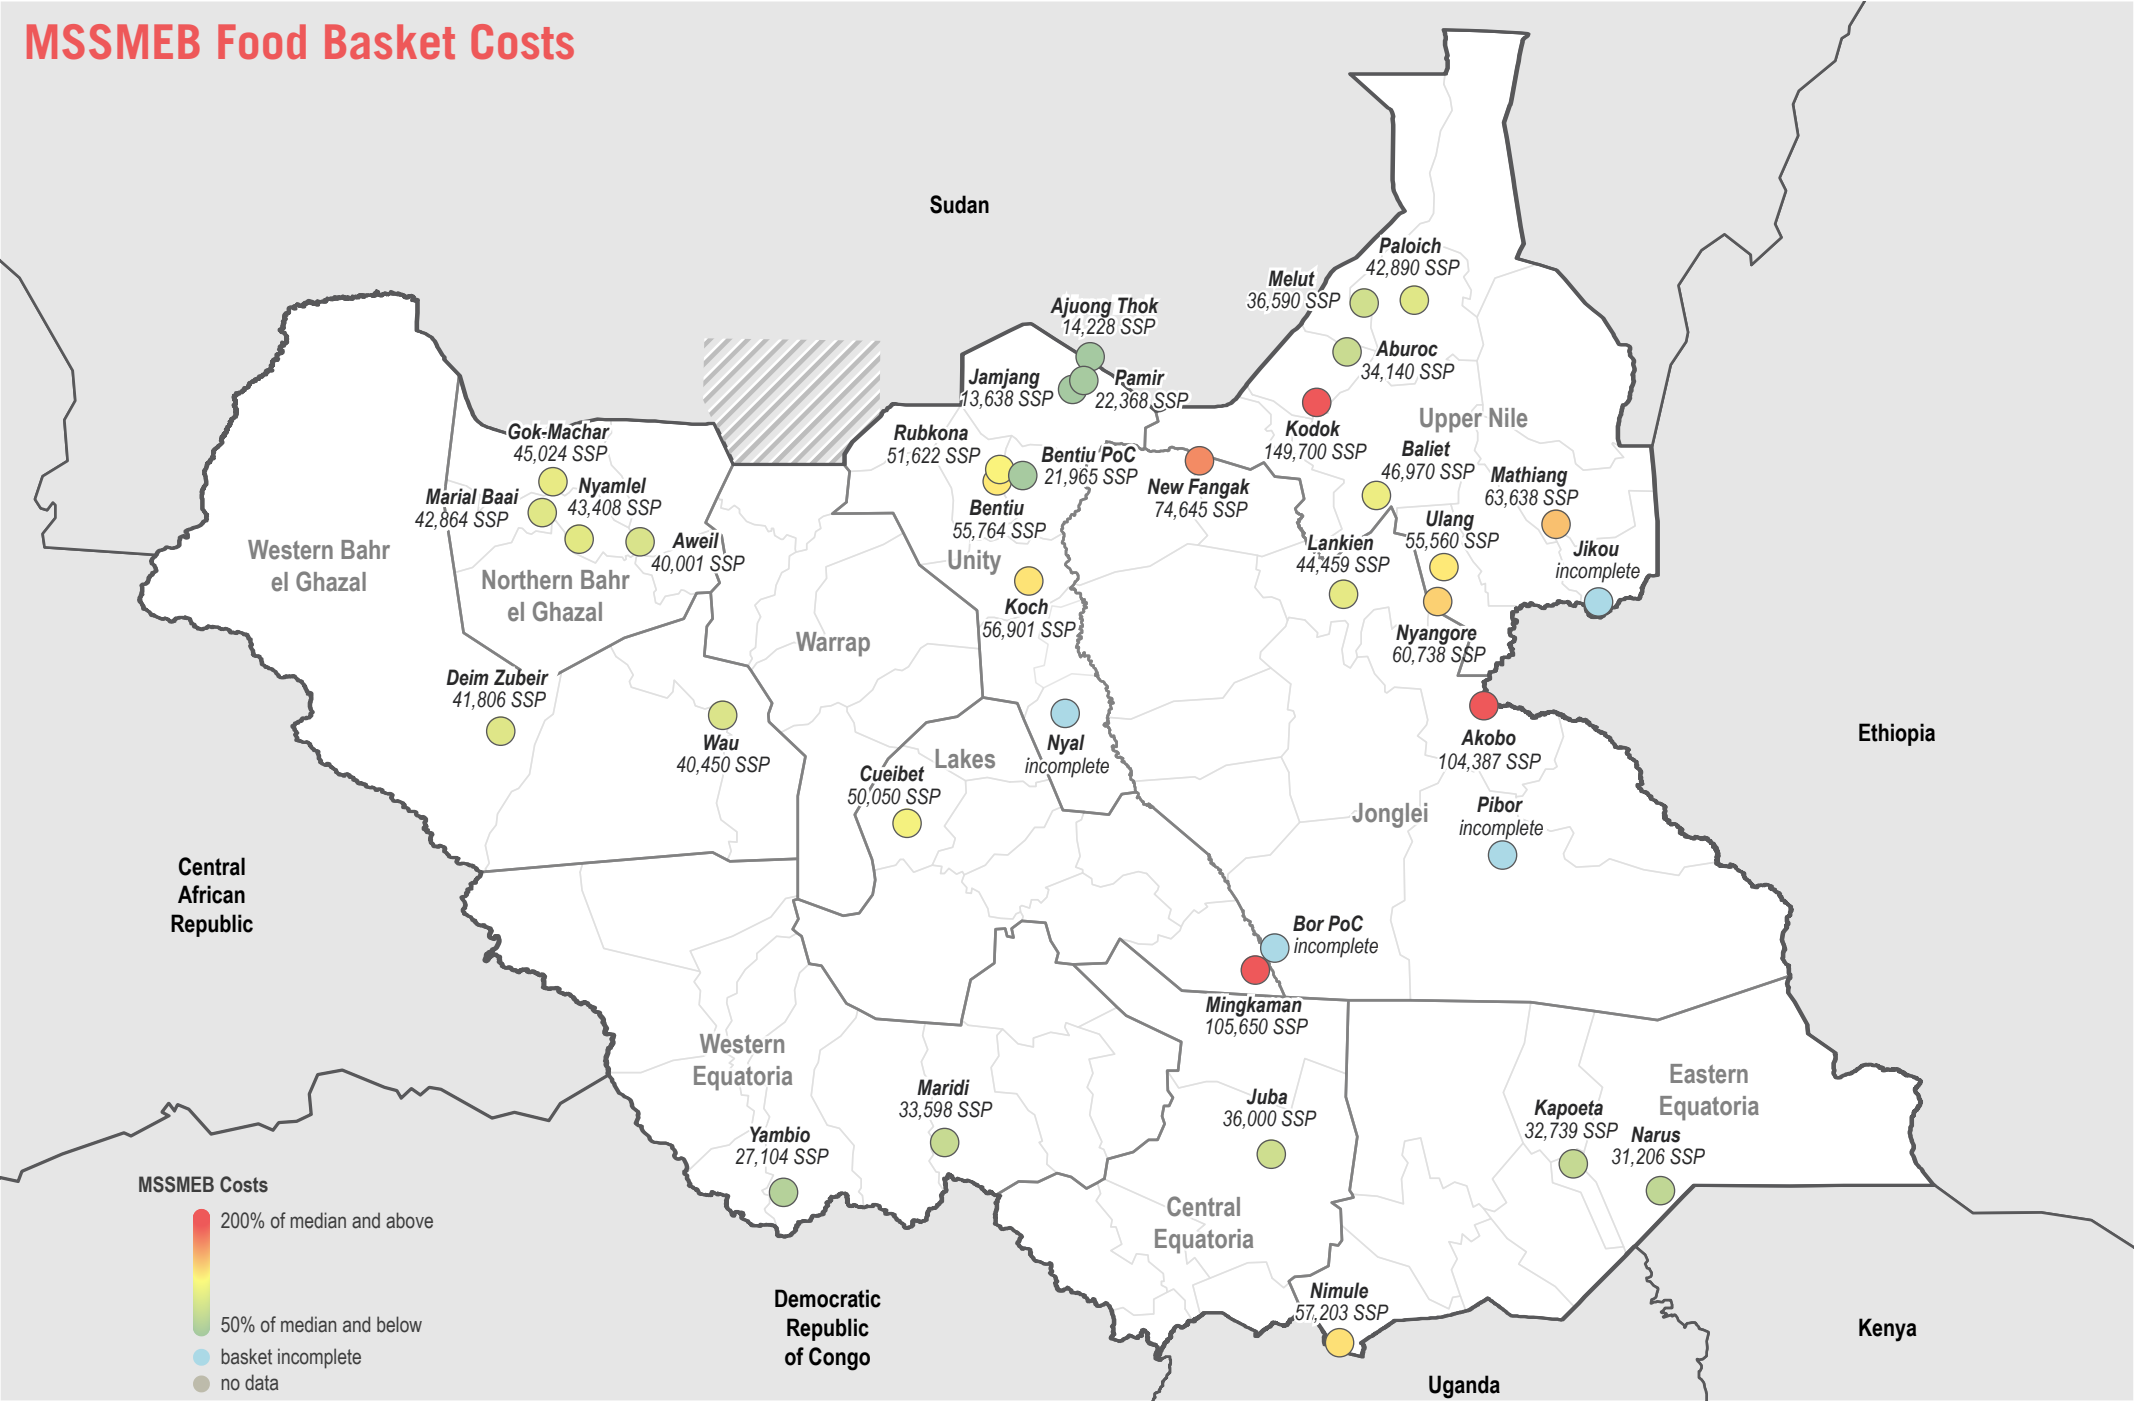 MSSMEB Food Basket Costs
Sudan
Paloich
42,890 SSP
Melut
36,590 SSP
Ajuong Thok
14,228 SSP
Aburoc
34,140 SSP
Jamjang
13,638 SSP
Pamir
22,368 SSP
Kodok
149,700 SSP
Upper Nile
Gok-Machar
45,024 SSP
Rubkona
51,622 SSP
Bentiu PoC
21,965 SSP
Baliet
46,970 SSP
Mathiang
63,638 SSP
Marial Baai
42,864 SSP
Nyamlel
43,408 SSP
New Fangak
74,645 SSP
Bentiu
55,764 SSP
Ulang
55,560 SSP
Aweil
40,001 SSP
Lankien
44,459 SSP
Jikou
incomplete
Western Bahr
el Ghazal
Northern Bahr
el Ghazal
Unity
Koch
56,901 SSP
Nyangore
60,738 SSP
Warrap
Deim Zubeir
41,806 SSP
Wau
40,450 SSP
Nyal
incomplete
Akobo
104,387 SSP
Ethiopia
Lakes
Cueibet
50,050 SSP
Jonglei
Pibor
incomplete
Central
African
Republic
Bor PoC
incomplete
Mingkaman
105,650 SSP
Western
Equatoria
Maridi
33,598 SSP
Juba
36,000 SSP
Eastern
Equatoria
Kapoeta
32,739 SSP
Narus
31,206 SSP
Yambio
27,104 SSP
Central
Equatoria
Nimule
57,203 SSP
Democratic
Republic
of Congo
Kenya
Uganda
MSSMEB Costs
200% of median and above
50% of median and below
basket incomplete
no data